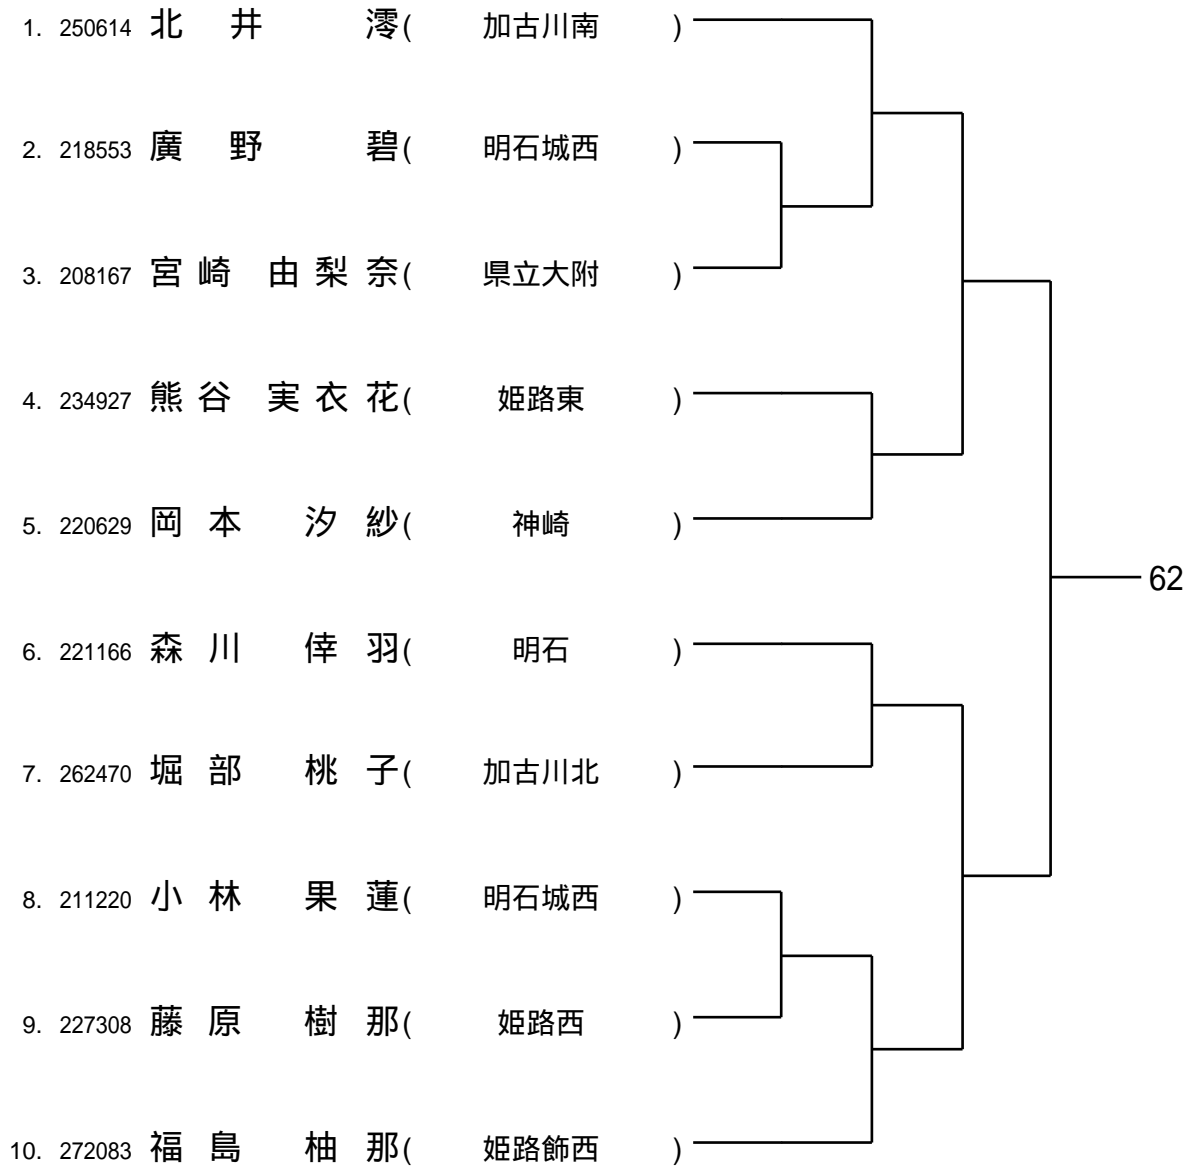 1. 250614 北井 澪( 加古川南 )
2. 218553 廣野 碧( 明石城西 )
3. 208167 宮崎 由梨奈( 県立大附 )
4. 234927 熊谷 実衣花( 姫路東 )
5. 220629 岡本 汐紗( 神崎 )
62
6. 221166 森川 倖羽( 明石 )
7. 262470 堀部 桃子( 加古川北 )
8. 211220 小林 果蓮( 明石城西 )
9. 227308 藤原 樹那( 姫路西 )
10. 272083 福島 柚那( 姫路飾西 )